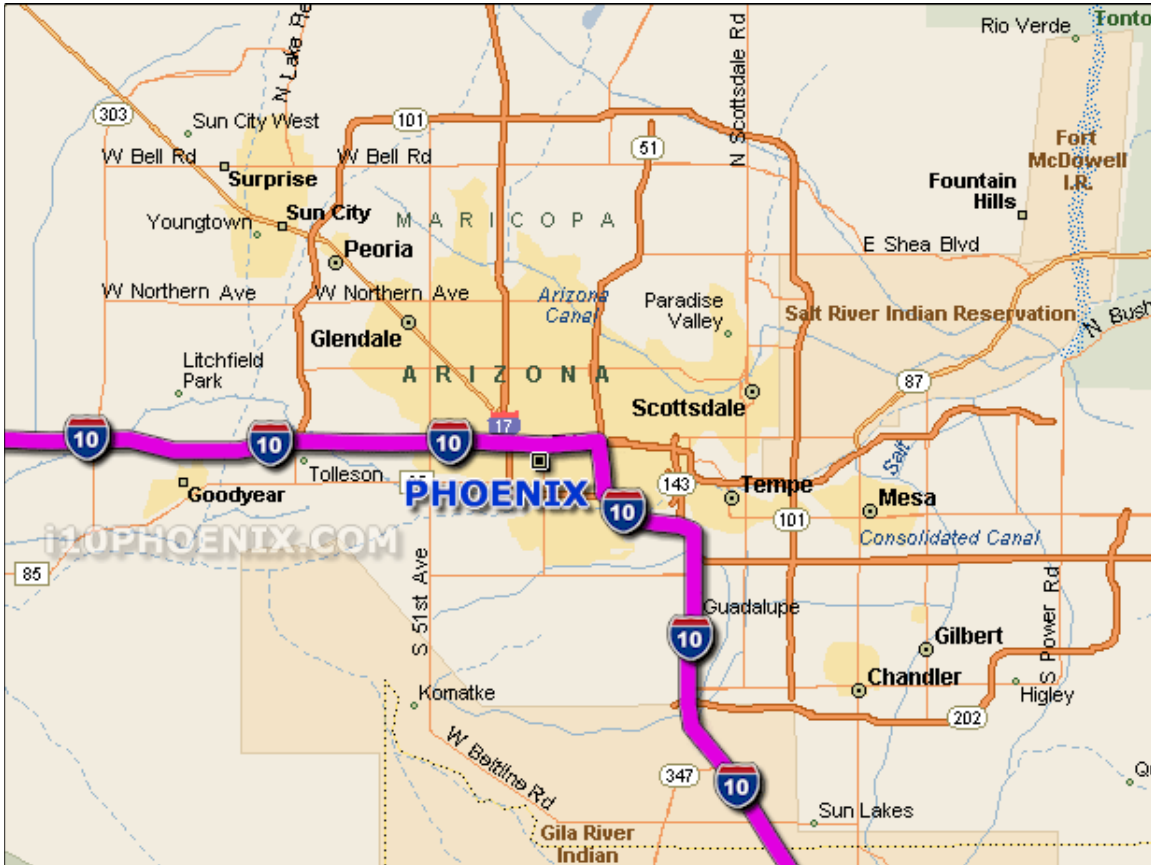 Rio Verde
Tonto
N Lake Re
N Scottsdale Rd
303
Sun City West
101
51
Fort
McDowell
I.R.
W Bell Rd
W Bell Rd
Surprise
Fountain
Hills
Sun City
MARICOPA
Youngtown
E Shea Blvd
Peoria
W Northern Ave
W Northern Ave
Arizona
Canal
Paradise
Valley
Salt River Indian Reservation
N Bush
Glendale
Litchfield
Park
ARIZONA
87
Scottsdale
17
10
10
10
Salt
Tolleson
Goodyear
PHOENIX
143
Tempe
Mesa
10
101
i10PHOENIX.COM
Consolidated Canal
85
S 51st Ave
S Power Rd
Guadalupe
10
Gilbert
Chandler
Higley
Komatke
202
W Beltline Rd
347
10
Sun Lakes
Gila River
Indian